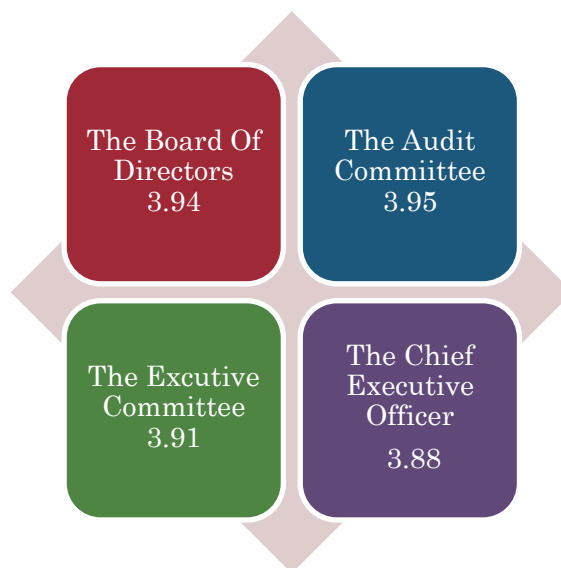 The Board Of
Directors
3.94
The Audit
Commiittee
3.95
The Excutive
Committee
3.91
The Chief
Executive
Officer
3.88